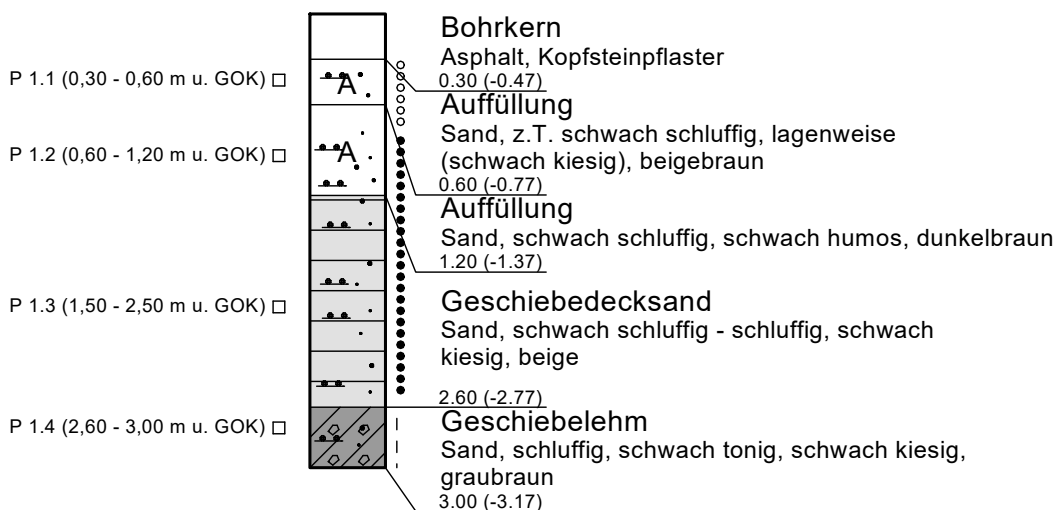 Bohrkern
Asphalt, Kopfsteinpflaster
P 1.1 (0,30 - 0,60 m u. GOK)
A
0.30 (-0.47)
Auffüllung
Sand, z.T. schwach schluffig, lagenweise
P 1.2 (0,60 - 1,20 m u. GOK)
A
(schwach kiesig), beigebraun
0.60 (-0.77)
Auffüllung
Sand, schwach schluffig, schwach humos, dunkelbraun
1.20 (-1.37)
P 1.3 (1,50 - 2,50 m u. GOK)
Geschiebedecksand
Sand, schwach schluffig - schluffig, schwach
kiesig, beige
2.60 (-2.77)
P 1.4 (2,60 - 3,00 m u. GOK)
Geschiebelehm
Sand, schluffig, schwach tonig, schwach kiesig,
graubraun
3.00 (-3.17)